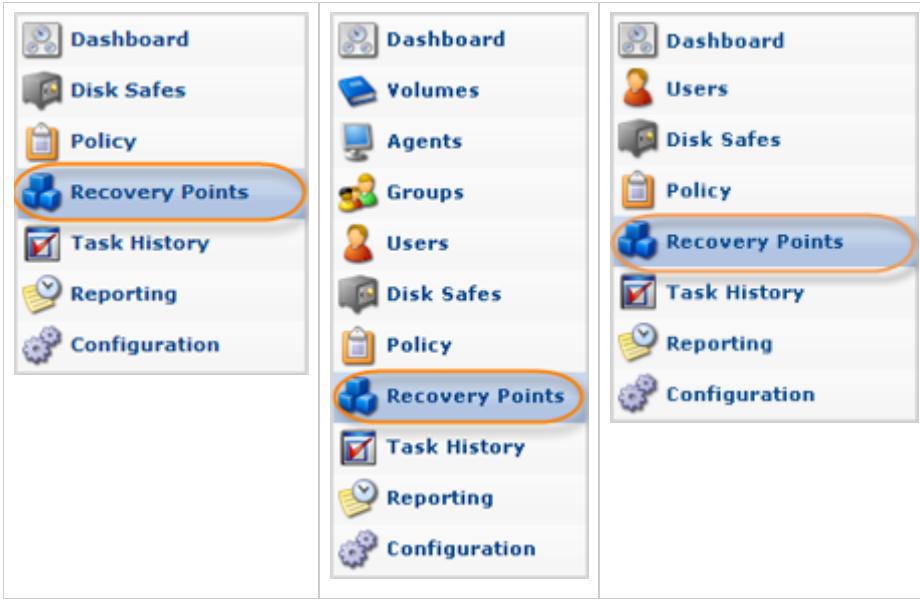 Dashboard
Disk Safes
Policy
Recovery Points
Task History
Reporting
Configuration
Dashboard
Volumes
Agents
Groups
Users
Disk Safes
Policy
Recovery Points
Task History
Reporting
Configuration
Dashboard
Users
Disk Safes
Policy
Recovery Points
Task History
Reporting
Configuration